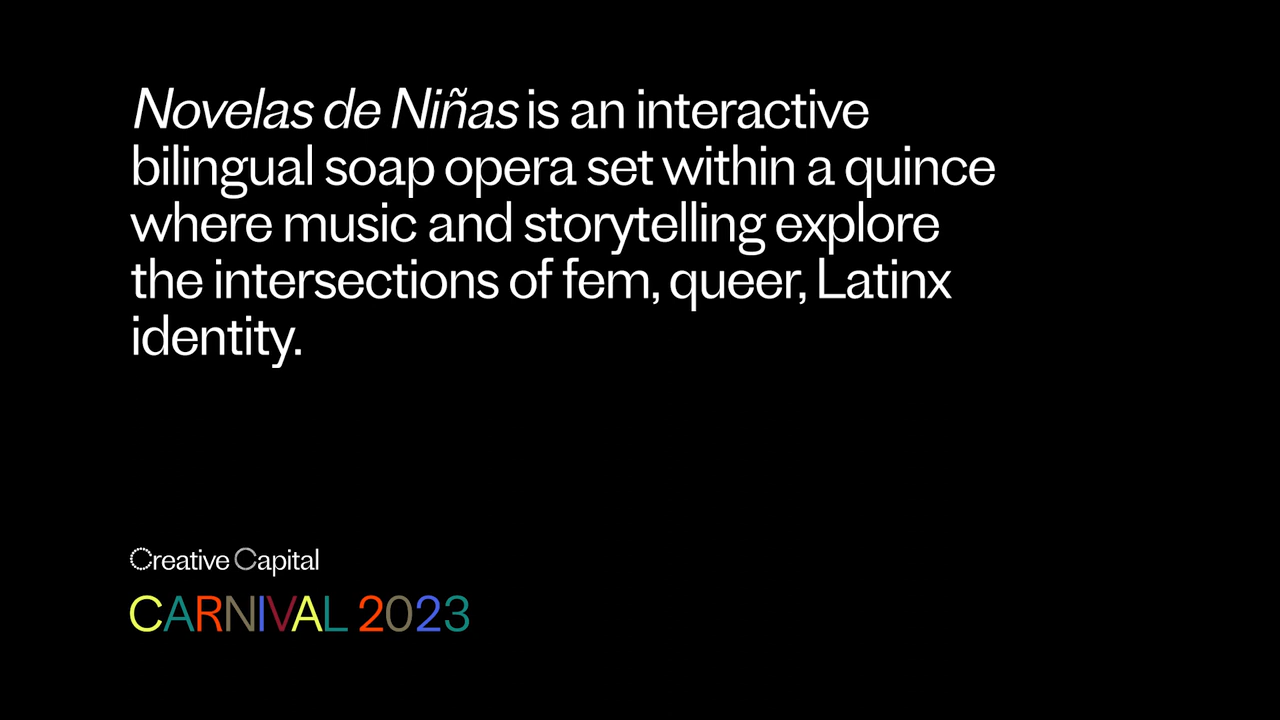 Novelas de Niñas is an interactive
bilingual soap opera set within a quince
where music and storytelling explore
the intersections of fem, queer, Latinx
identity.
Creative Capital
CARNIVAL 2023